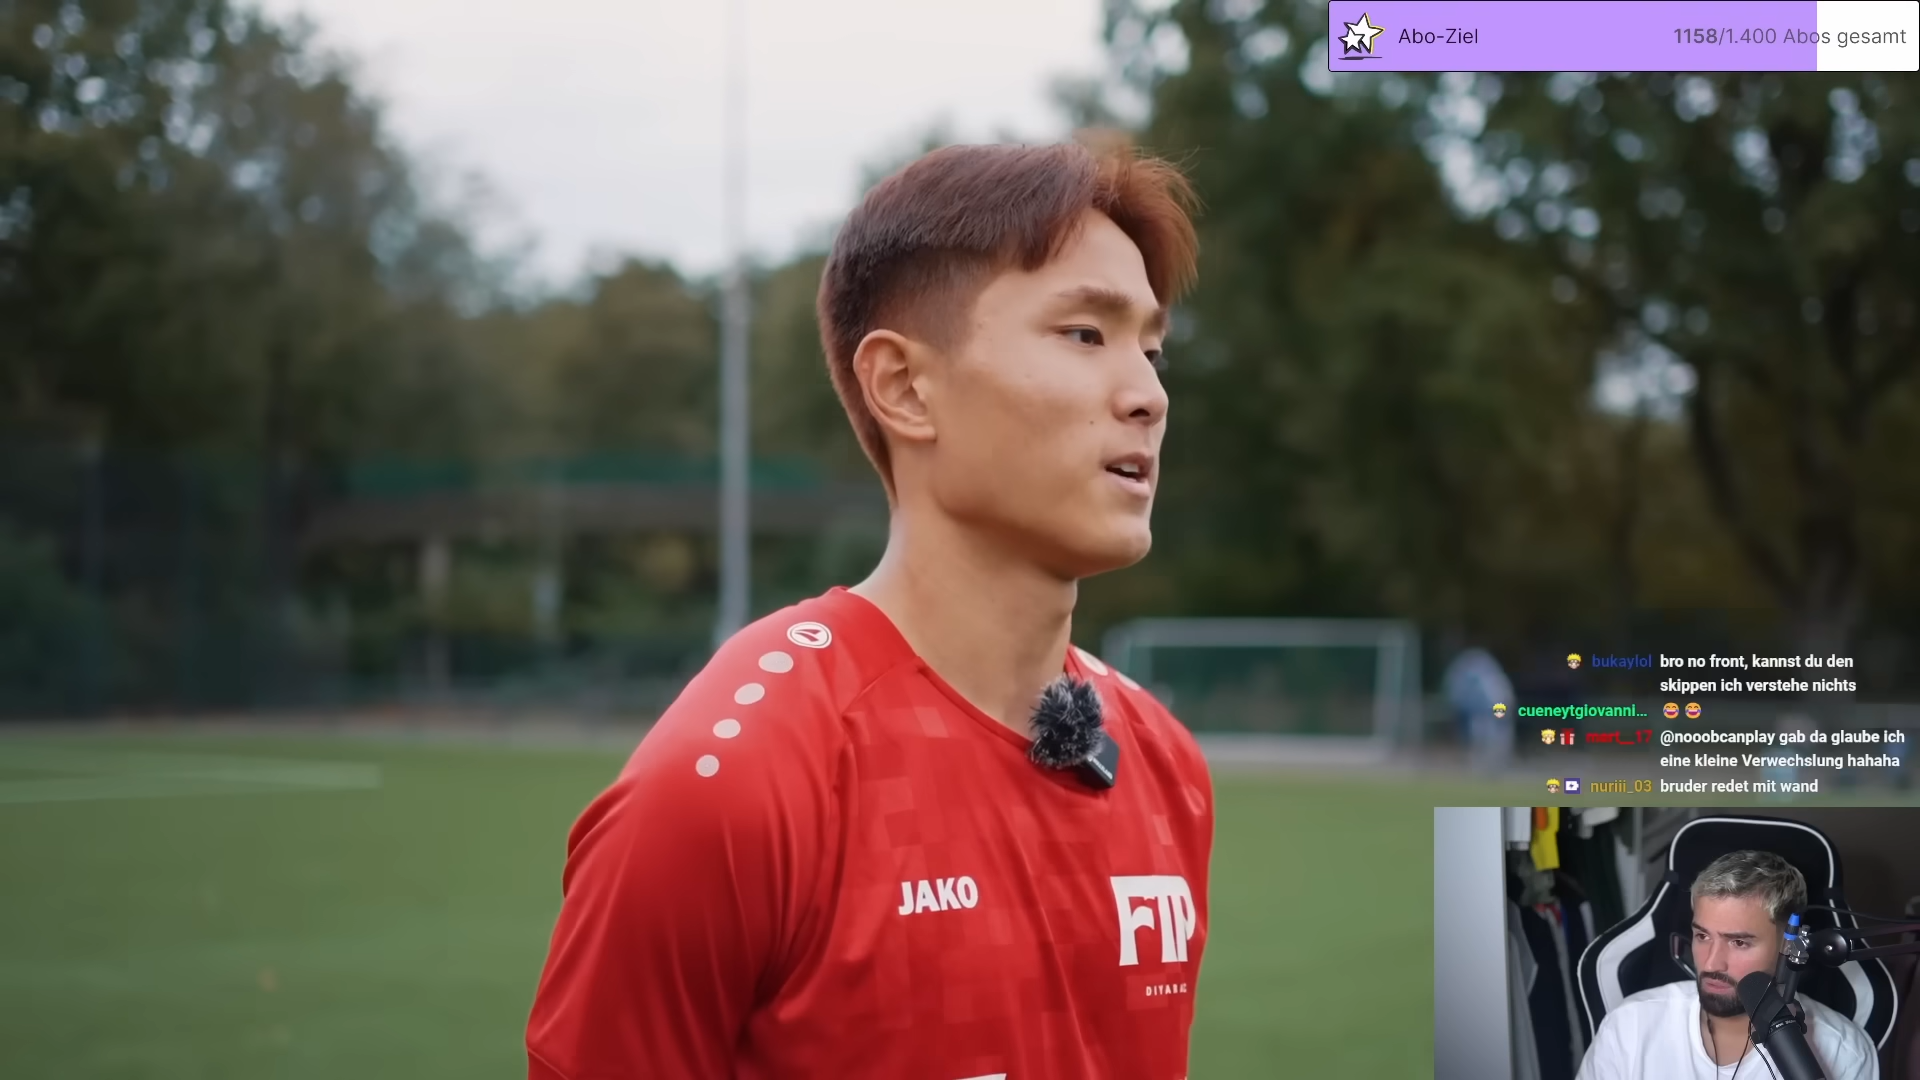 Abo-Ziel
1158/1.400 Abos gesamt
bukaylol bro no front, kannst du den
skippen ich verstehe nichts
cueneytgiovanni...
mert__17 @nooobcanplay gab da glaube ich
eine kleine Verwechslung hahaha
nuriii_03 bruder redet mit wand
JAKO
FTP